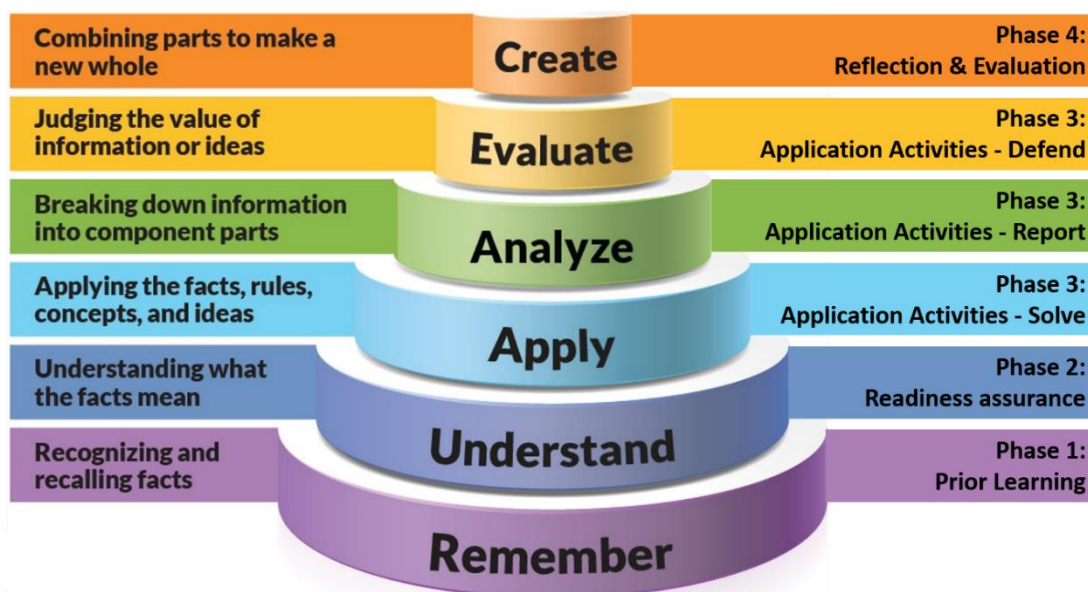 Combining parts to make a
new whole
Create
Phase 4:
Reflection & Evaluation
Judging the value of
information or ideas
Evaluate
Phase 3:
Application Activities - Defend
Breaking down information
into component parts
Analyze
Phase 3:
Application Activities - Report
Applying the facts, rules,
concepts, and ideas
Apply
Phase 3:
Application Activities - Solve
Understanding what
the facts mean
Understand
Phase 2:
Readiness assurance
Recognizing and
recalling facts
Remember
Phase 1:
Prior Learning